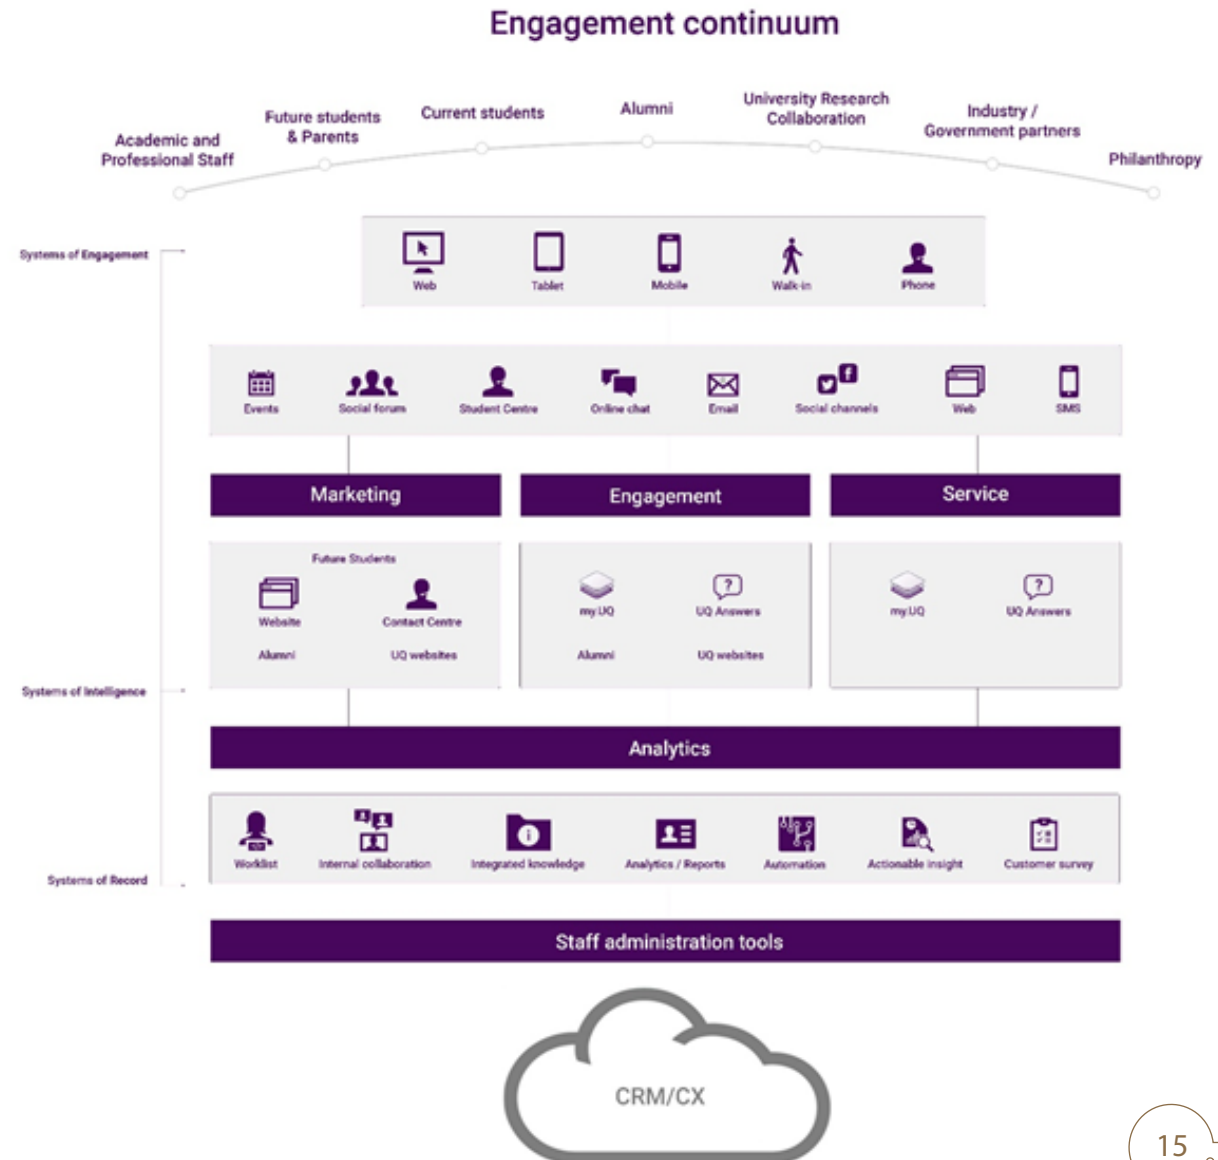 Engagement continuum
Academic and
Professional Staff
Future students
& Parents
Current students
Alumni
University Research
Collaboration
Industry /
Government partners
Philanthropy
Systems of Engagement
Web
Tablet
Mobile
Walk-in
Phone
Events
Social forum
Student Centre
Online chat
Email
Social channels
Web
SMS
Marketing
Engagement
Service
Future Students
Website
Contact Centre
Alumni
UQ websites
my.UQ
UQ Answers
Alumni
UQ websites
my.UQ
UQ Answers
Systems of Intelligence
Analytics
Worklist
Internal collaboration
Integrated knowledge
Analytics / Reports
Automation
Actionable insight
Customer survey
Systems of Record
Staff administration tools
CRM/CX
15